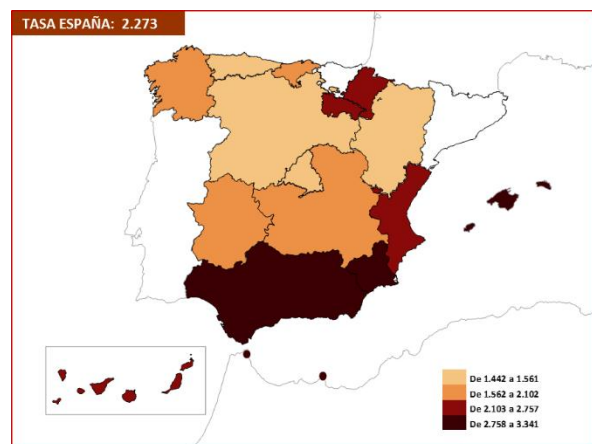 TASA ESPAÑA: 2.273
De 1.442 a 1.561
De 1.562 a 2.102
De 2.103 a 2.757
De 2.758 a 3.341